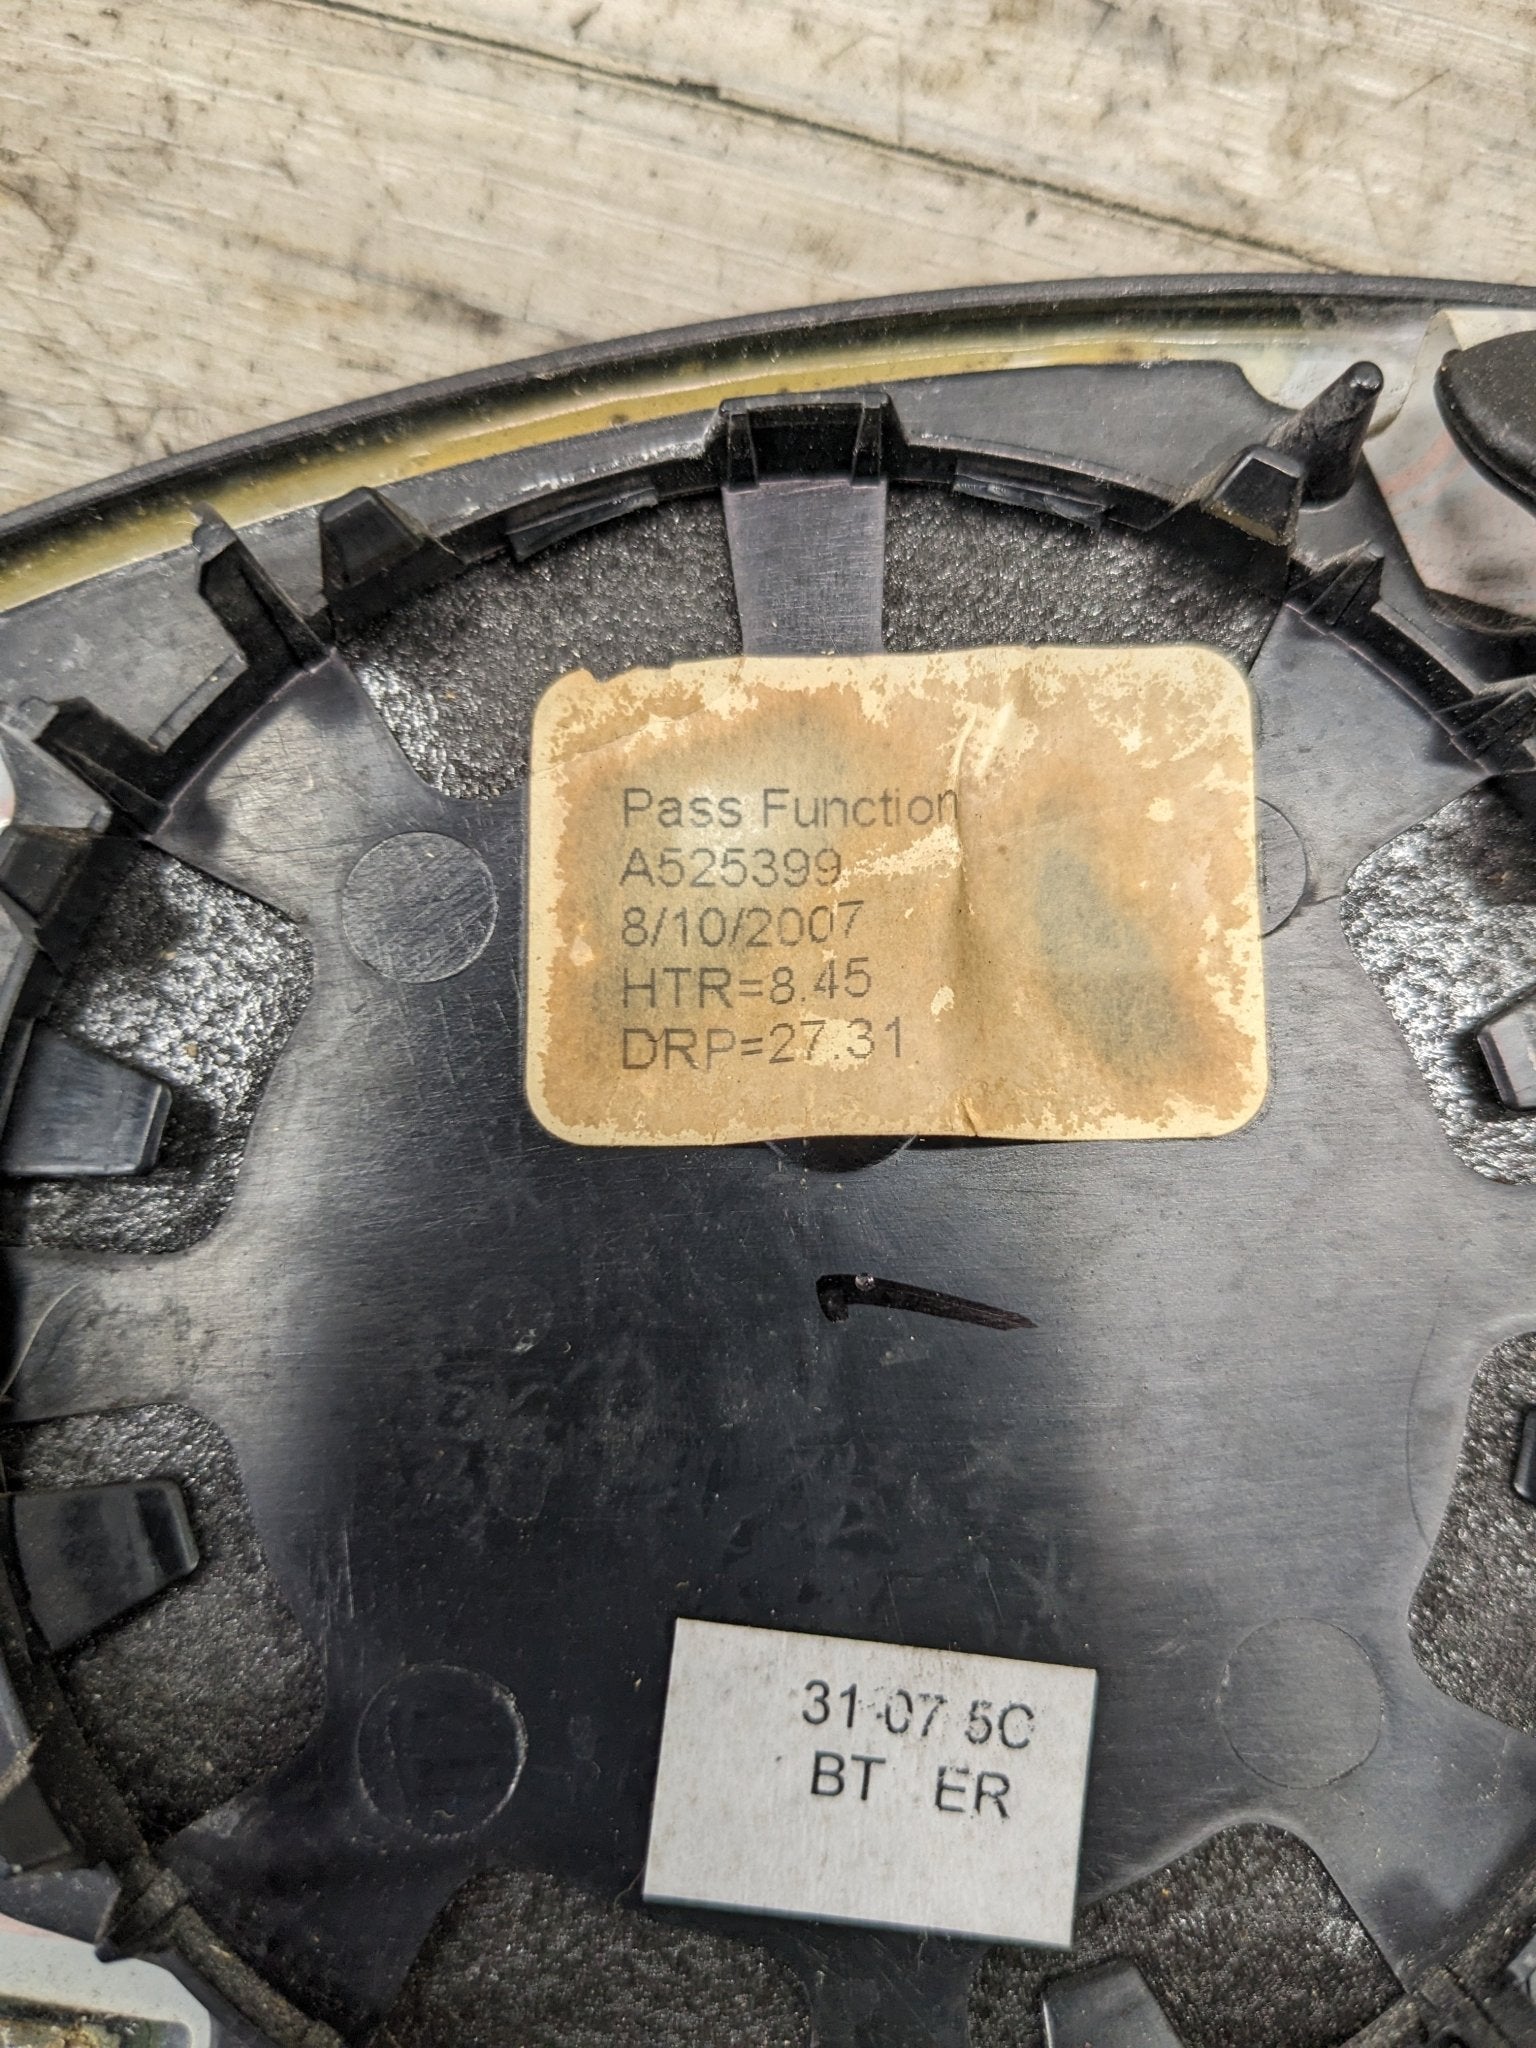 Pass Function
A525399
8/10/2007
HTR=8.45
DRP=27.31
31-07 5C
BT ER